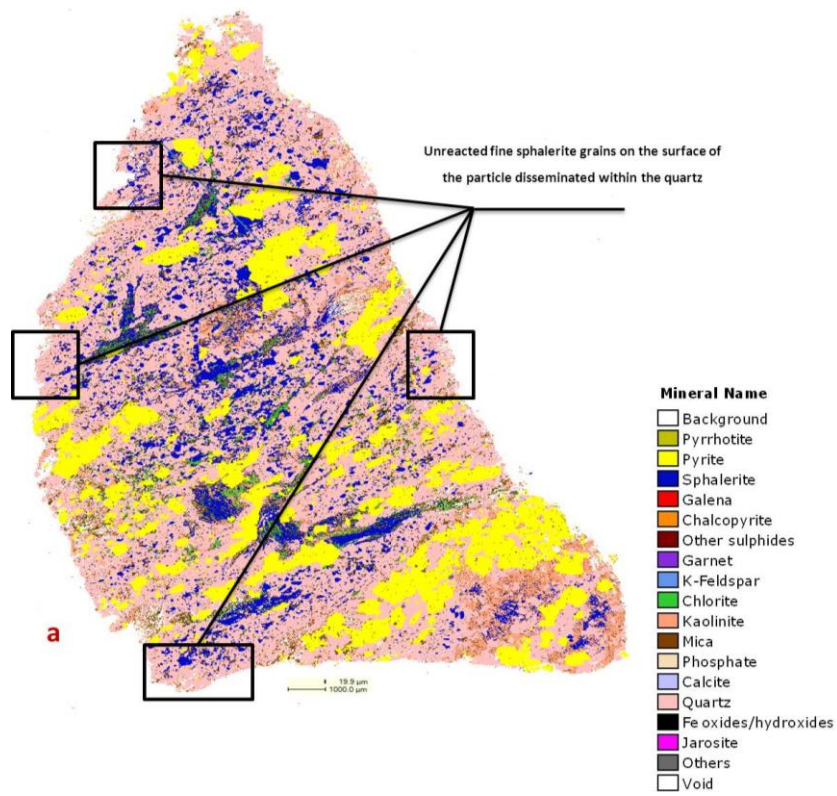 Unreacted fine sphalerite grains on the surface of
the particle disseminated within the quartz
a
19.9 µm
1000.0 µm
Mineral Name
Background
Pyrrhotite
Pyrite
Sphalerite
Galena
Chalcopyrite
Other sulphides
Garnet
K-Feldspar
Chlorite
Kaolinite
Mica
Phosphate
Calcite
Quartz
Fe oxides/hydroxides
Jarosite
Others
Void